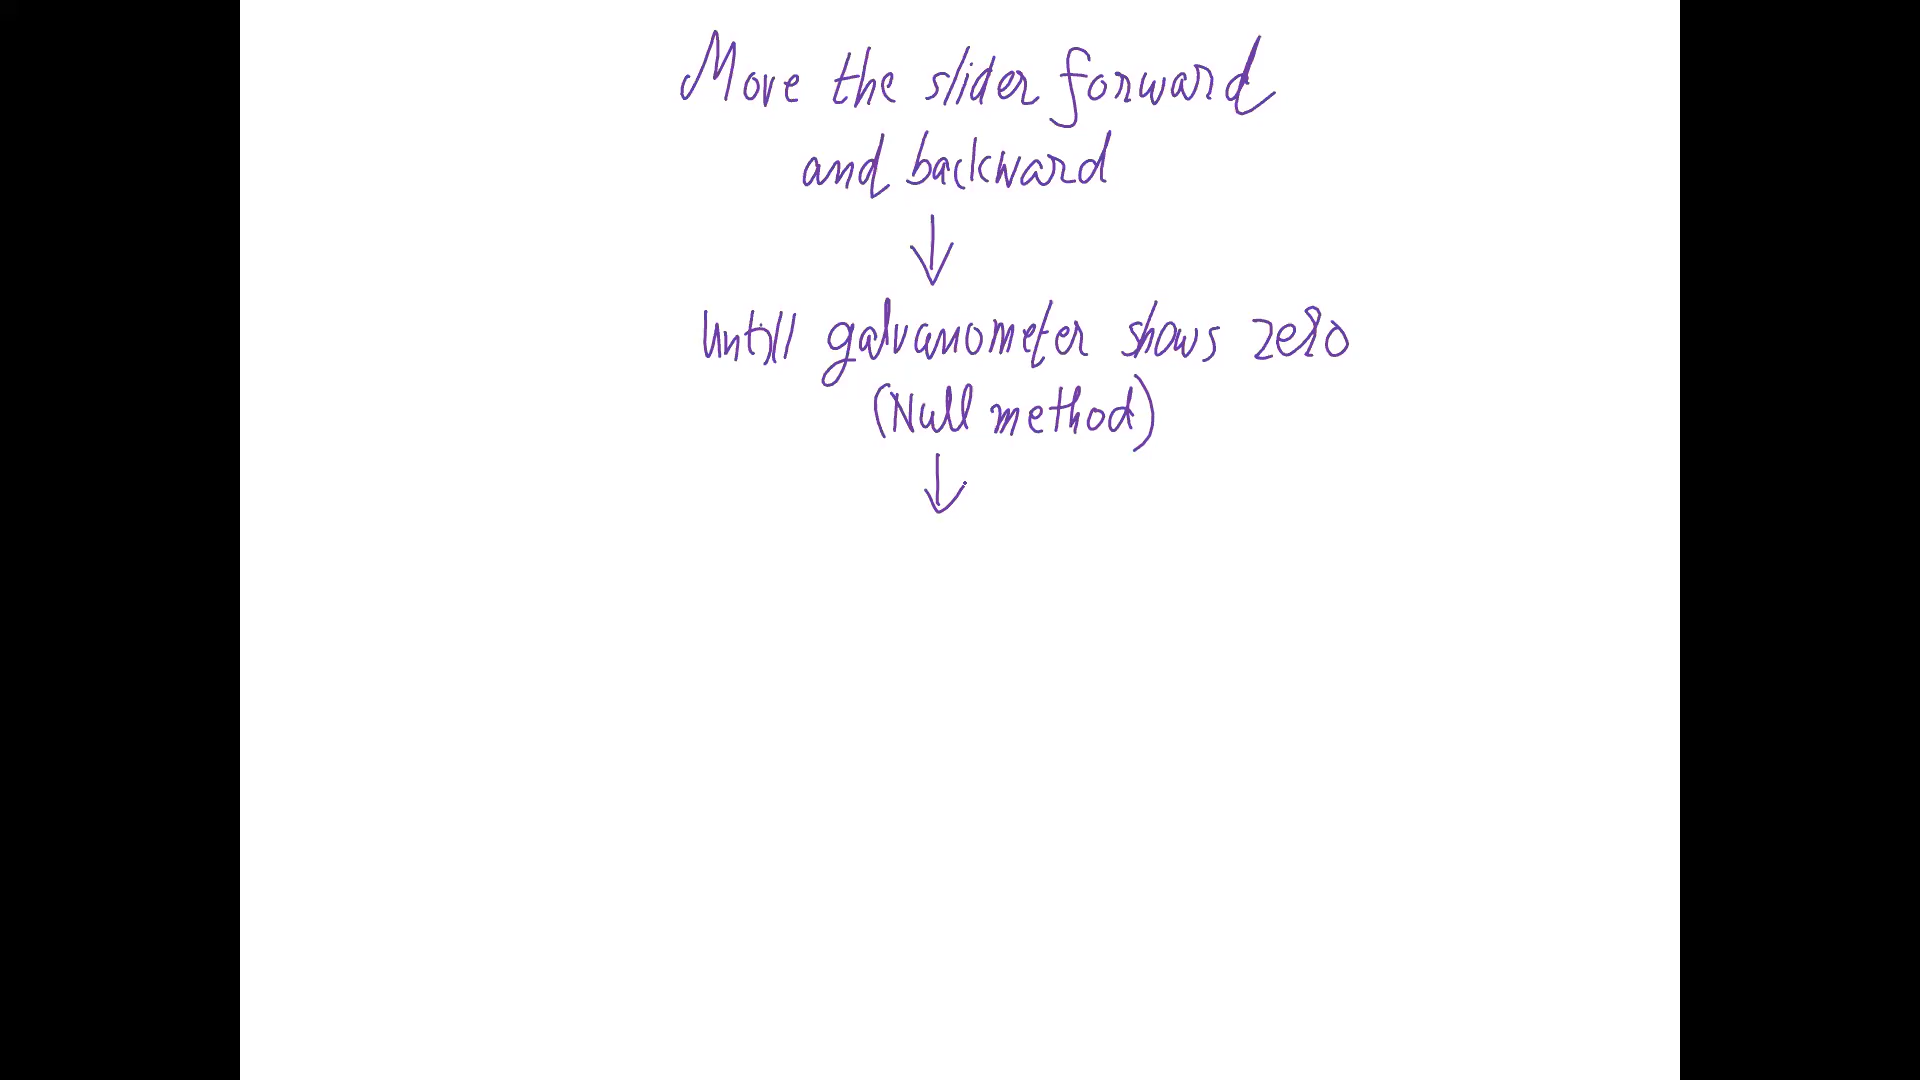 Move the slider forward
and backward
↓
Untill galvanometer shows zero
(Null method)
↓